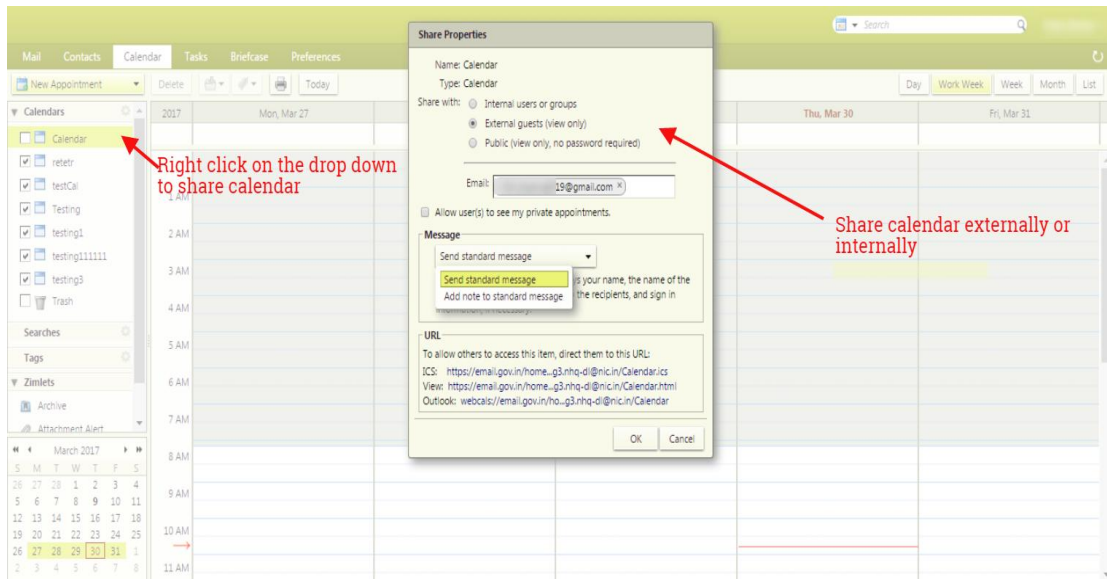 Search
Mail Contacts Calendar Tasks Briefcase Preferences
New Appointment Delete Today Day Work Week Week Month List
Calendars
Calendar
retetr
testCal
Testing
testing1
testing111111
testing3
Trash
Searches
Tags
Zimlets
Archive
Attachment Alert
March 2017
S M T W T F S
26 27 28 1 2 3 4
5 6 7 8 9 10 11
12 13 14 15 16 17 18
19 20 21 22 23 24 25
26 27 28 29 30 31 1
2 3 4 5 6 7 8
2017 Mon, Mar 27 Thu, Mar 30 Fri, Mar 31
1 AM
2 AM
3 AM
4 AM
5 AM
6 AM
7 AM
8 AM
9 AM
10 AM
11 AM
Right click on the drop down
to share calendar
Share Properties
Name: Calendar
Type: Calendar
Share with: Internal users or groups
External guests (view only)
Public (view only, no password required)
Email: 19@gmail.com
Allow user(s) to see my private appointments.
Message
Send standard message
Send standard message
Add note to standard message
s your name, the name of the
the recipients, and sign in
URL
To allow others to access this item, direct them to this URL:
ICS: https://email.gov.in/home...g3.nhq-dl@nic.in/Calendar.ics
View: https://email.gov.in/home...g3.nhq-dl@nic.in/Calendar.html
Outlook: webcals://email.gov.in/ho...g3.nhq-dl@nic.in/Calendar
OK Cancel
Share calendar externally or
internally